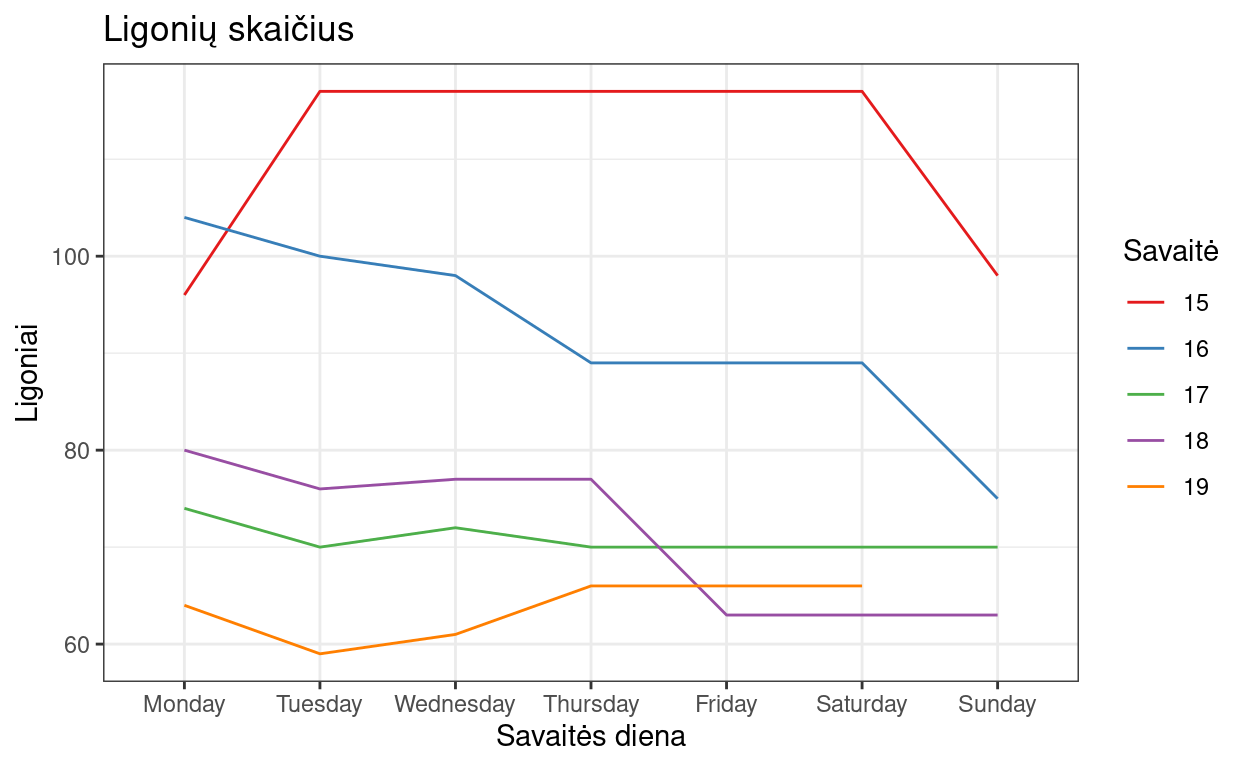 Ligonių skaičius
Ligoniai
100
80
60
Monday Tuesday Wednesday Thursday Friday Saturday Sunday
Savaitės diena
Savaitė
15
16
17
18
19